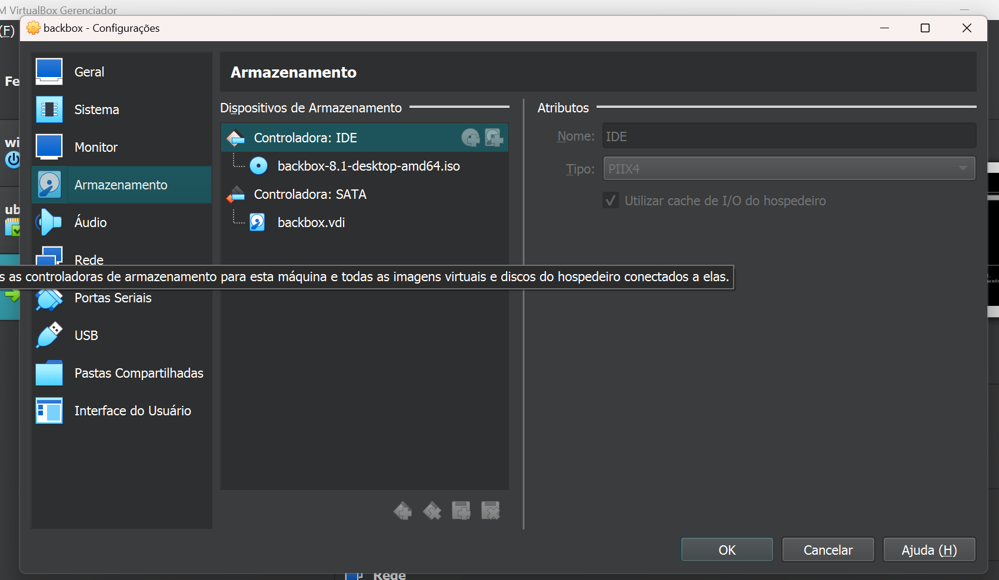 M VirtualBox Gerenciador
backbox - Configurações
(F)
Fe
wi
ub
Geral
Sistema
Monitor
Armazenamento
Áudio
Rede
Portas Seriais
USB
Pastas Compartilhadas
Interface do Usuário
Armazenamento
Dispositivos de Armazenamento
Controladora: IDE
backbox-8.1-desktop-amd64.iso
Controladora: SATA
backbox.vdi
Atributos
Nome: IDE
Tipo: PIIX4
Utilizar cache de I/O do hospedeiro
s as controladoras de armazenamento para esta máquina e todas as imagens virtuais e discos do hospedeiro conectados a elas.
OK
Cancelar
Ajuda (H)
Rede